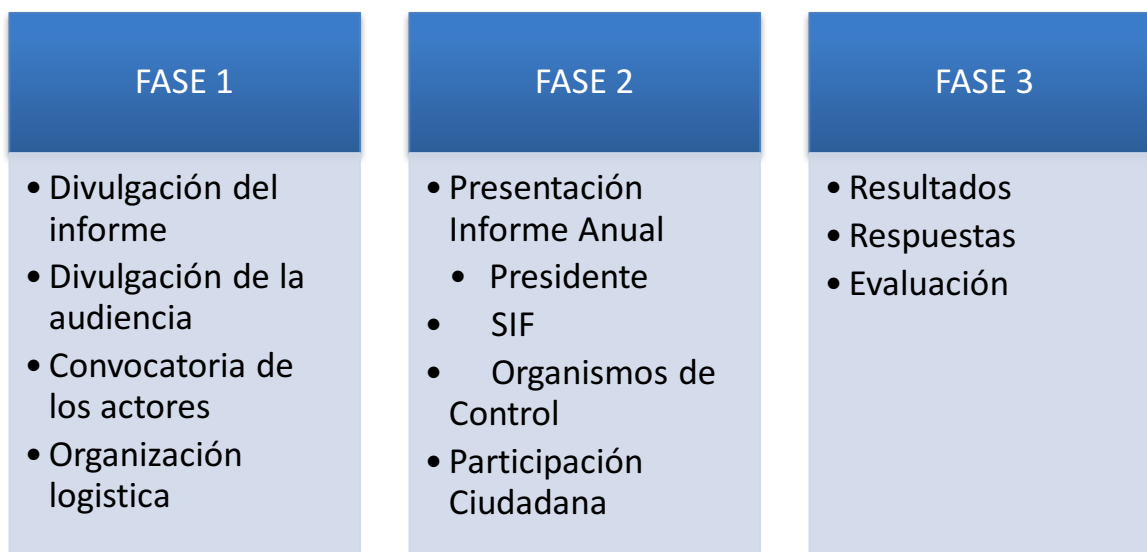 FASE 1
• Divulgación del
informe
• Divulgación de la
audiencia
• Convocatoria de
los actores
• Organización
logistica
FASE 2
• Presentación
Informe Anual
• Presidente
• SIF
• Organismos de
Control
• Participación
Ciudadana
FASE 3
• Resultados
• Respuestas
• Evaluación